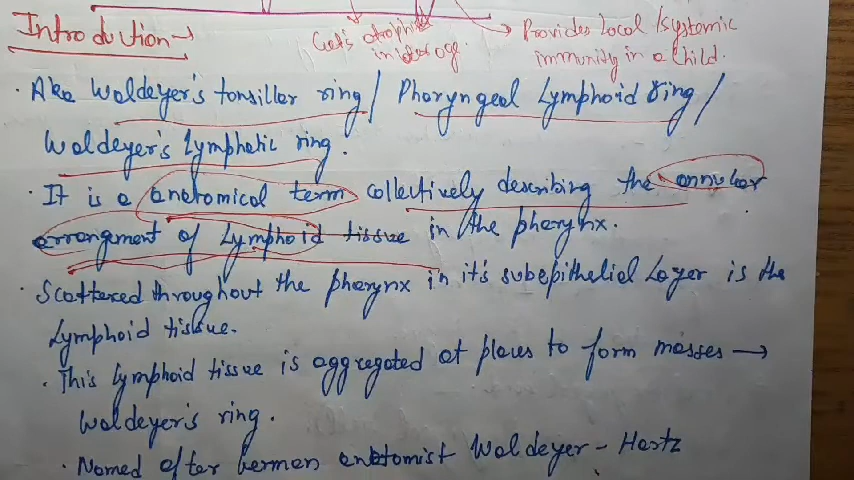 Introdution→
Gets atrophied in older age.
→ Provides Local/systemic
immunity in a child.
· Aka Waldeyer's tonsillar ring/ Pharyngeal Lymphoid ring/
Waldeyer's Lymphatic ring.
· It is a anatomical term collectively describing the annular
arrangement of Lymphoid tissue in the pharynx.
· Scattered throughout the pharynx in it's subepithelial Layer is the
Lymphoid tissue.
· This lymphoid tissue is aggregated at places to form masses →
Waldeyer's ring.
· Named after German anatomist Waldeyer-Hartz